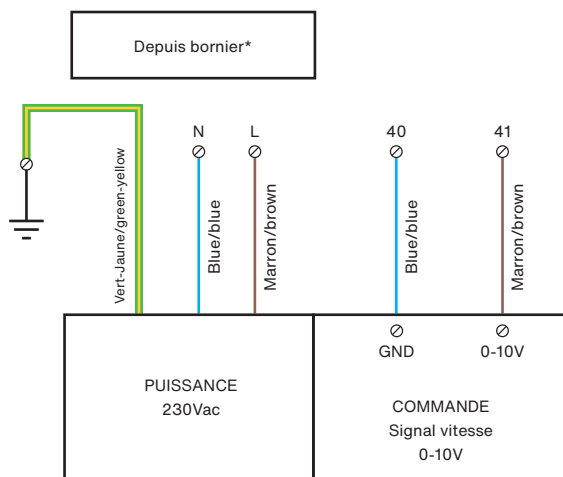 Depuis bornier*
N
L
40
41
Vert-Jaune/green-yellow
Blue/blue
Marron/brown
Blue/blue
Marron/brown
GND
0-10V
PUISSANCE
230Vac
COMMANDE
Signal vitesse
0-10V